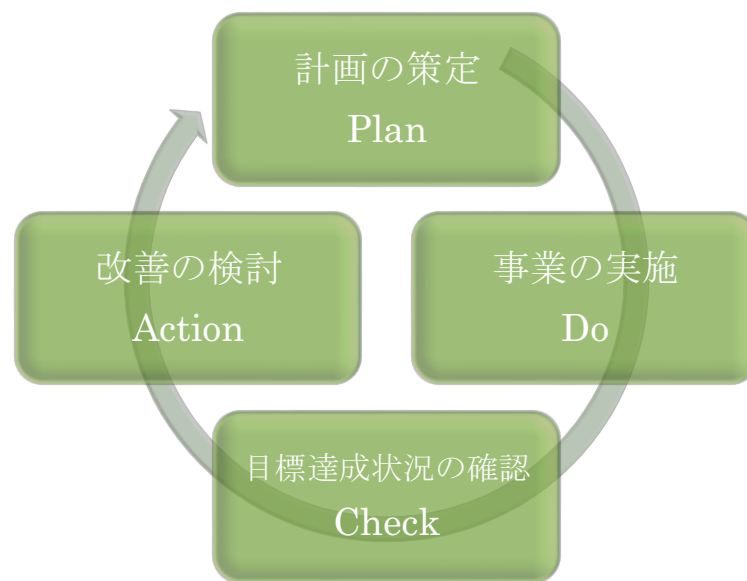 計画の策定
Plan
事業の実施
Do
目標達成状況の確認
Check
改善の検討
Action